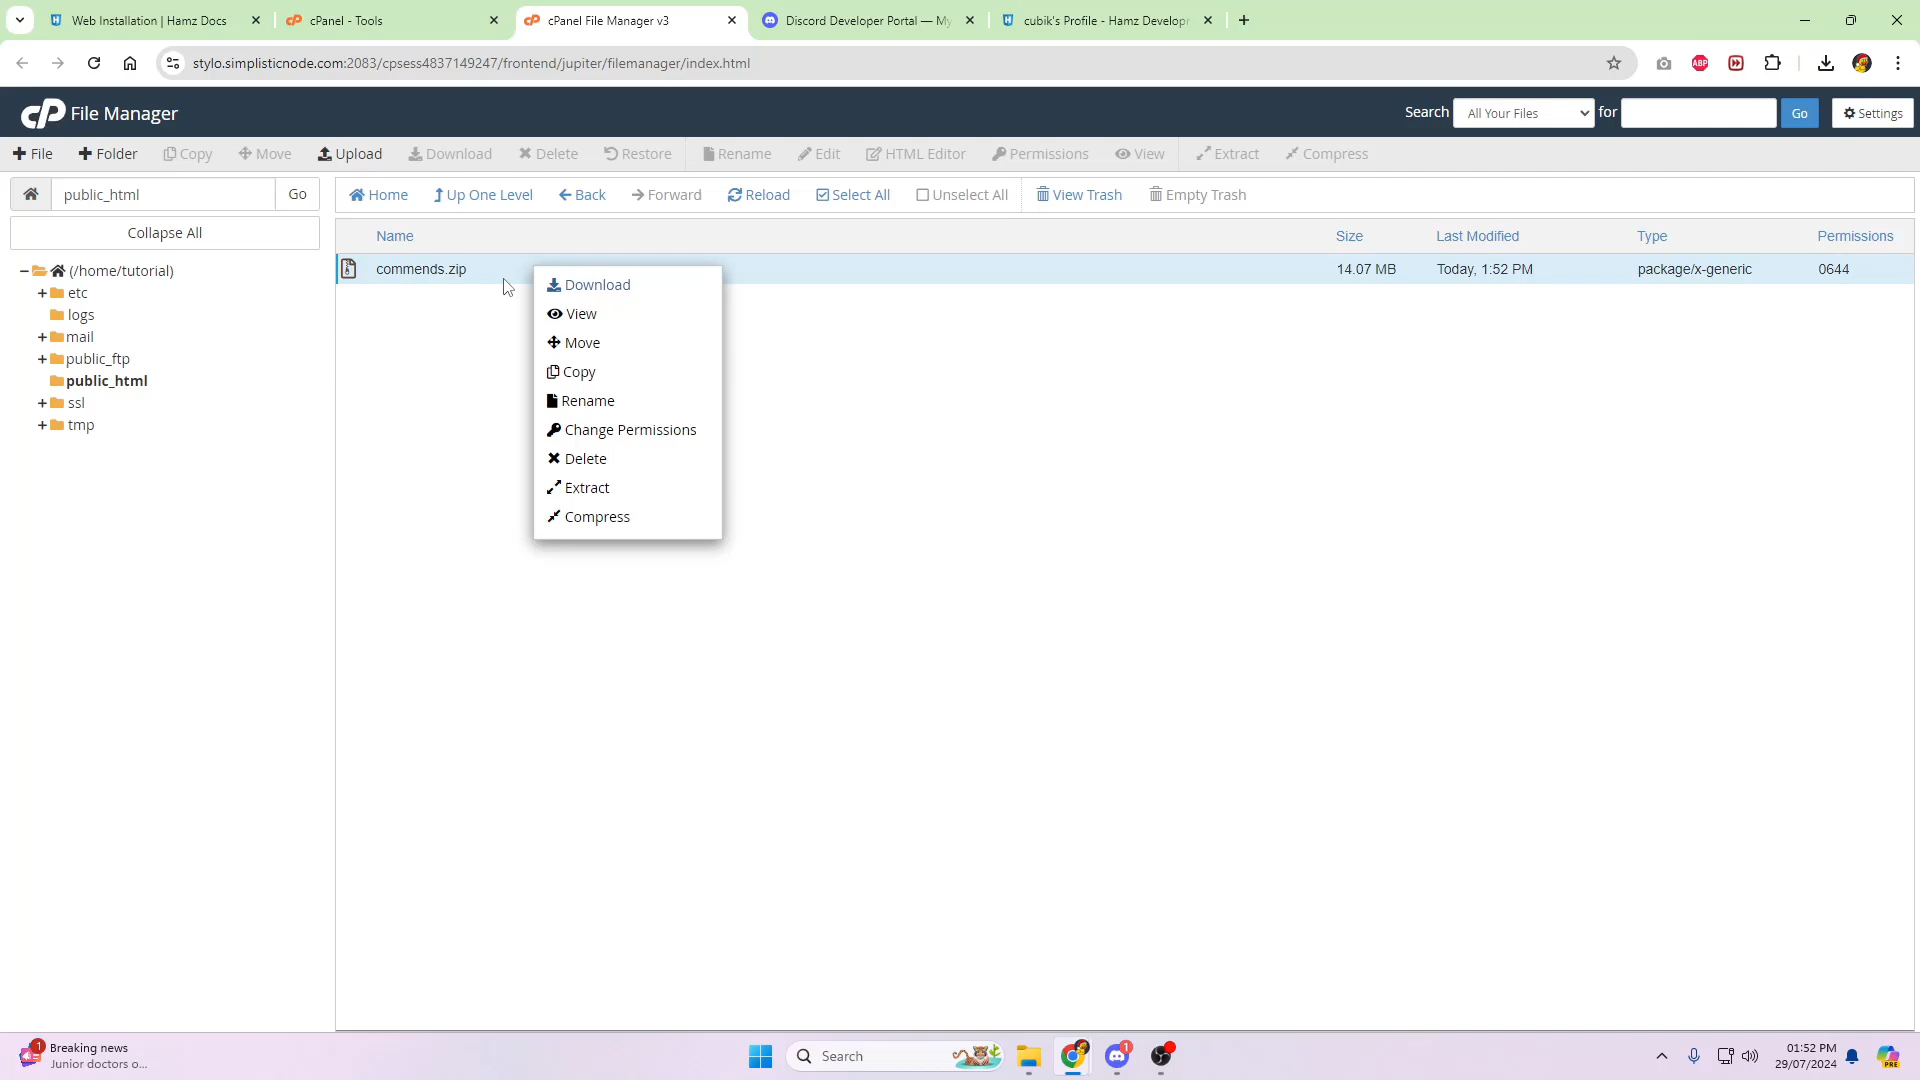 Web Installation | Hamz Docs
cPanel - Tools
cPanel File Manager v3
Discord Developer Portal — My
cubik's Profile - Hamz Develop
stylo.simplisticnode.com:2083/cpsess4837149247/frontend/jupiter/filemanager/index.html
ABP
cP File Manager
Search All Your Files for Go Settings
File Folder Copy Move Upload Download Delete Restore Rename Edit HTML Editor Permissions View Extract Compress
public_html Go
Home Up One Level Back Forward Reload Select All Unselect All View Trash Empty Trash
Collapse All
Name Size Last Modified Type Permissions
commends.zip 14.07 MB Today, 1:52 PM package/x-generic 0644
(/home/tutorial)
etc
logs
mail
public_ftp
public_html
ssl
tmp
Download
View
Move
Copy
Rename
Change Permissions
Delete
Extract
Compress
1
Breaking news
Junior doctors o...
Search
1
01:52 PM
29/07/2024
PRE